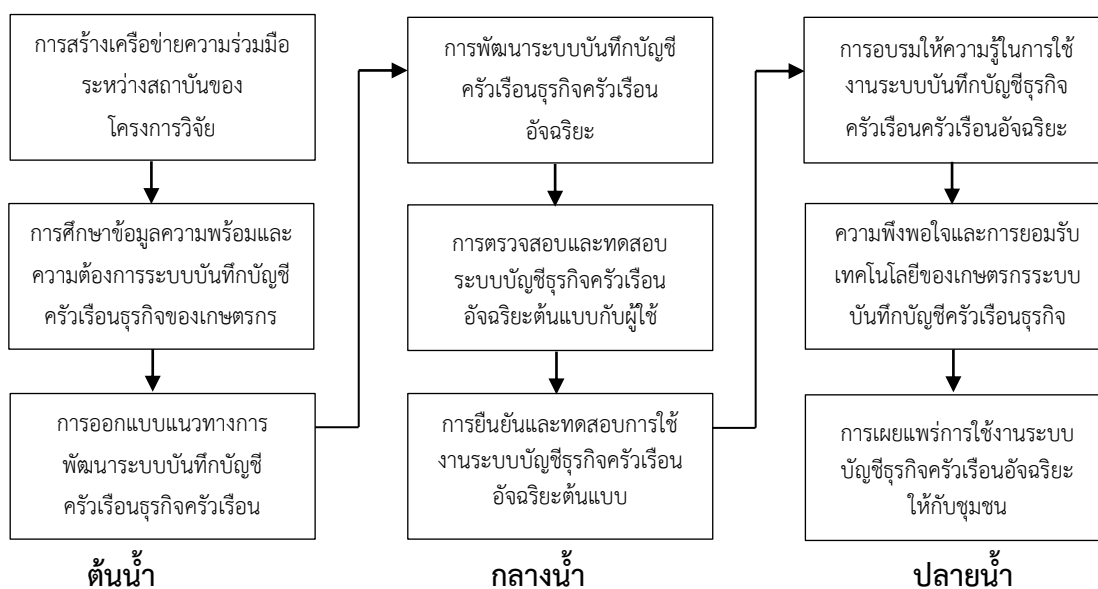 การสร้างเครือข่ายความร่วมมือ
ระหว่างสถาบันของ
โครงการวิจัย
การศึกษาข้อมูลความพร้อมและ
ความต้องการระบบบันทึกบัญชี
ครัวเรือนธุรกิจของเกษตรกร
การออกแบบแนวทางการ
พัฒนาระบบบันทึกบัญชี
ครัวเรือนธุรกิจครัวเรือน
ต้นน้ำ
การพัฒนาระบบบันทึกบัญชี
ครัวเรือนธุรกิจครัวเรือน
อัจฉริยะ
การตรวจสอบและทดสอบ
ระบบบัญชีธุรกิจครัวเรือน
อัจฉริยะต้นแบบกับผู้ใช้
การยืนยันและทดสอบการใช้
งานระบบบัญชีธุรกิจครัวเรือน
อัจฉริยะต้นแบบ
กลางน้ำ
การอบรมให้ความรู้ในการใช้
งานระบบบันทึกบัญชีธุรกิจ
ครัวเรือนครัวเรือนอัจฉริยะ
ความพึงพอใจและการยอมรับ
เทคโนโลยีของเกษตรกรระบบ
บันทึกบัญชีครัวเรือนธุรกิจ
การเผยแพร่การใช้งานระบบ
บัญชีธุรกิจครัวเรือนอัจฉริยะ
ให้กับชุมชน
ปลายน้ำ